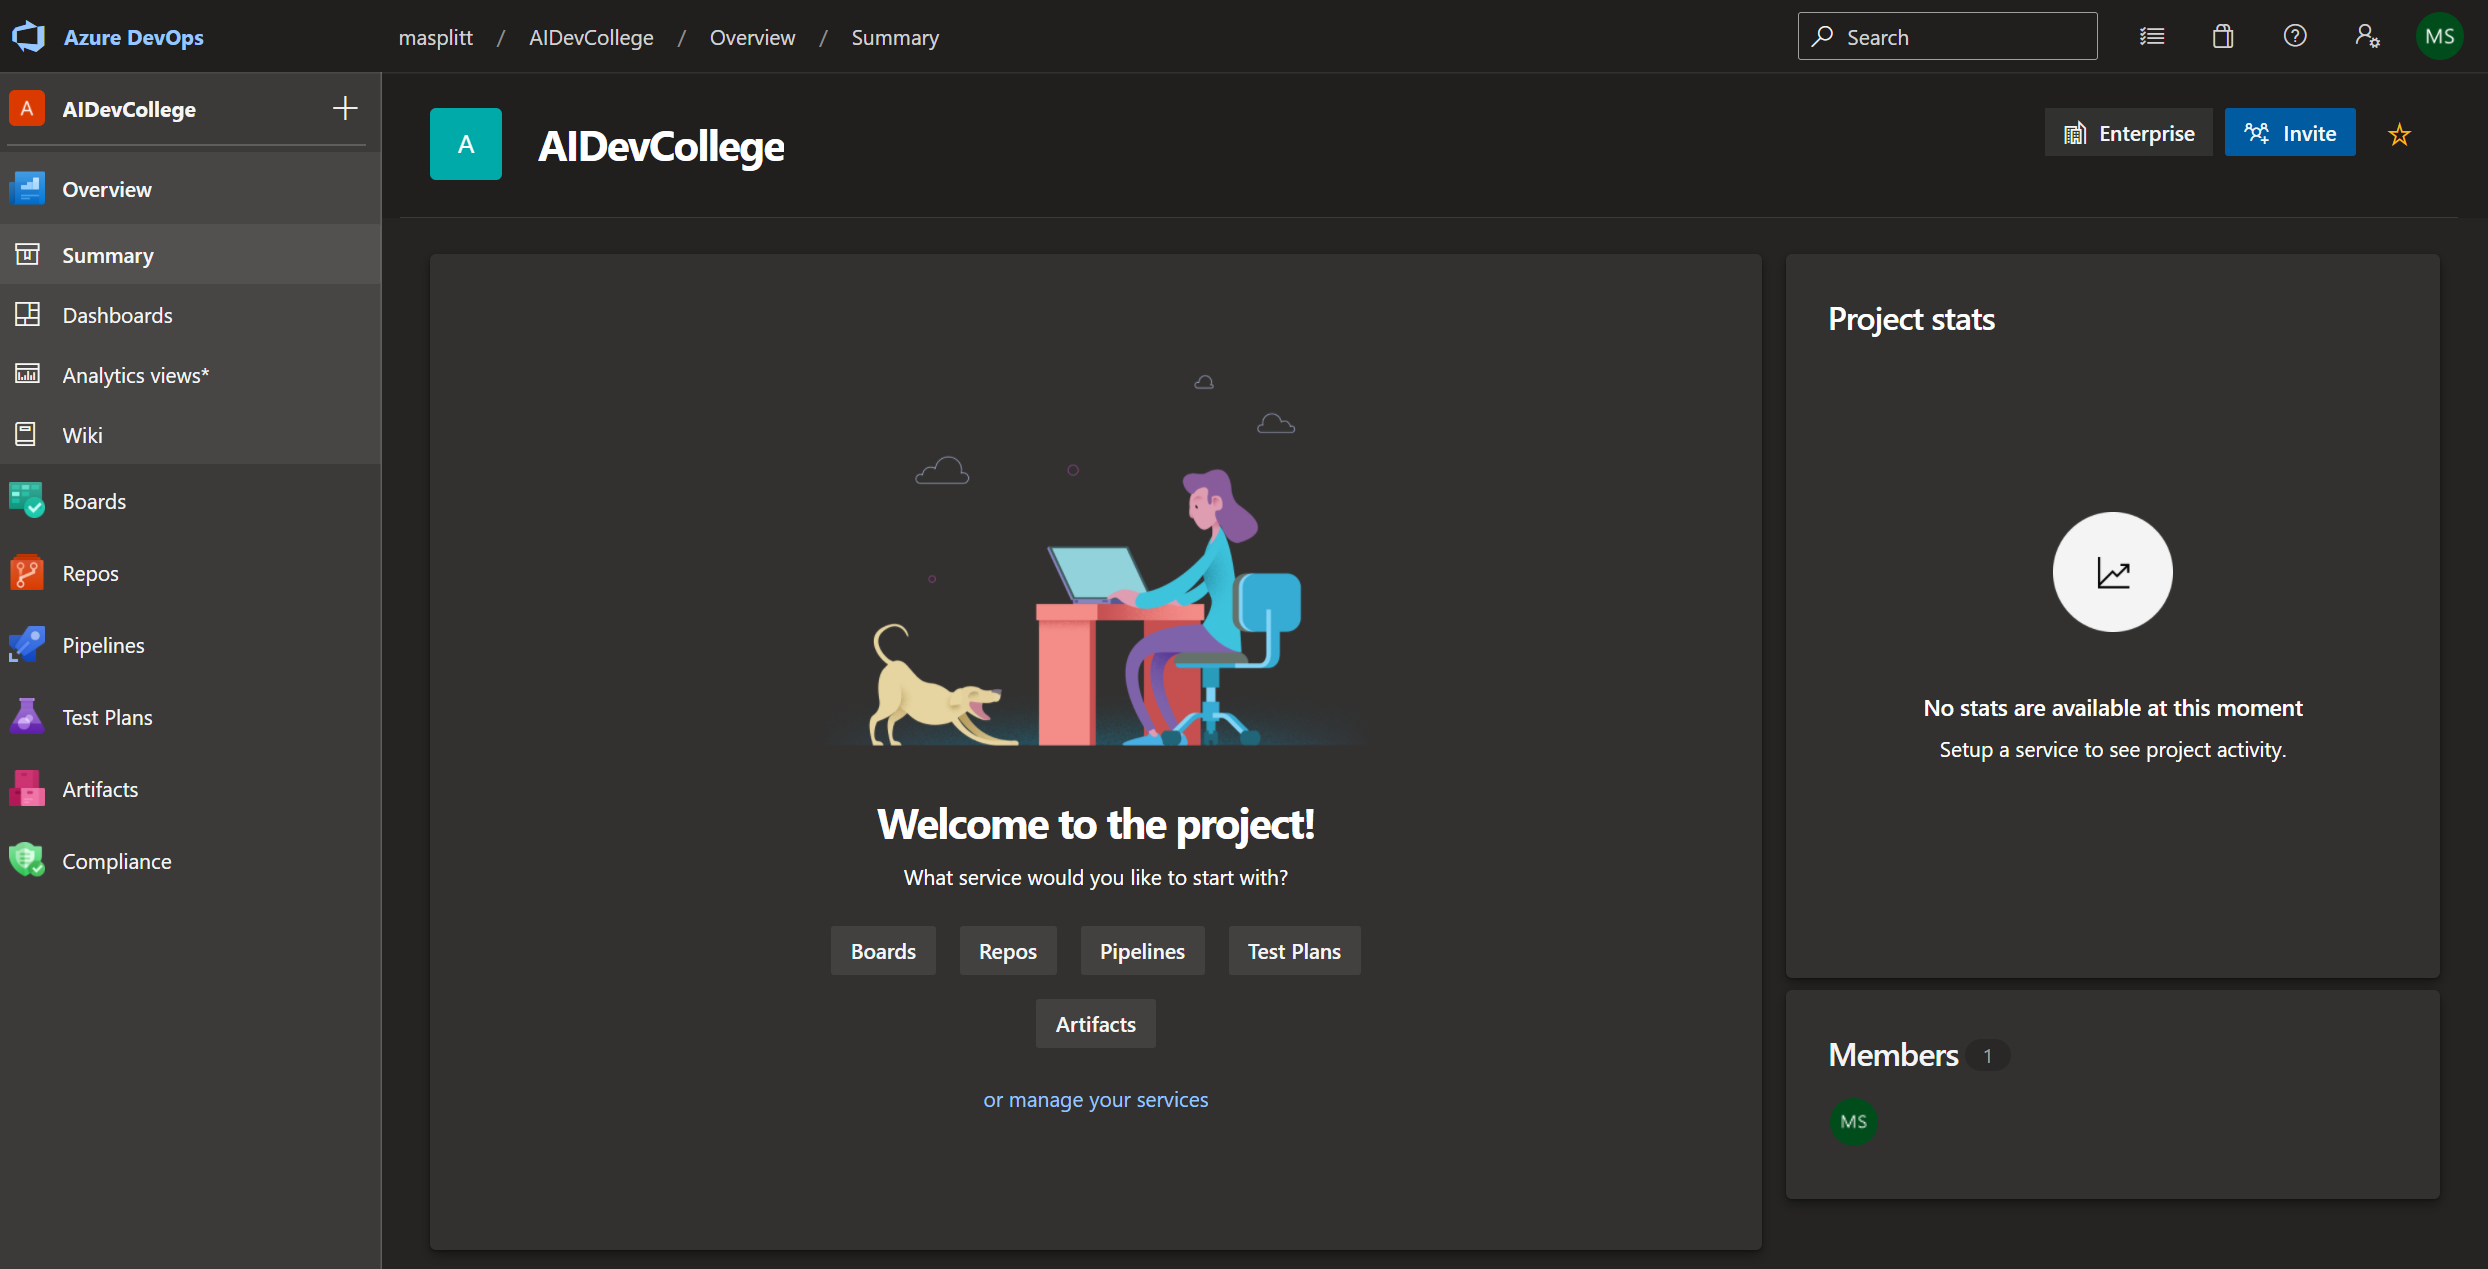 Azure DevOps
masplitt / AIDevCollege / Overview / Summary
Search
MS
A AIDevCollege
Overview
Summary
Dashboards
Analytics views*
Wiki
Boards
Repos
Pipelines
Test Plans
Artifacts
Compliance
A AIDevCollege
Enterprise
Invite
Welcome to the project!
What service would you like to start with?
Boards Repos Pipelines Test Plans
Artifacts
or manage your services
Project stats
No stats are available at this moment
Setup a service to see project activity.
Members 1
MS